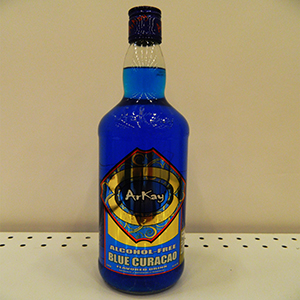 ArKay
ALCOHOL-FREE
BLUE CURACAO
FLAVORED DRINK